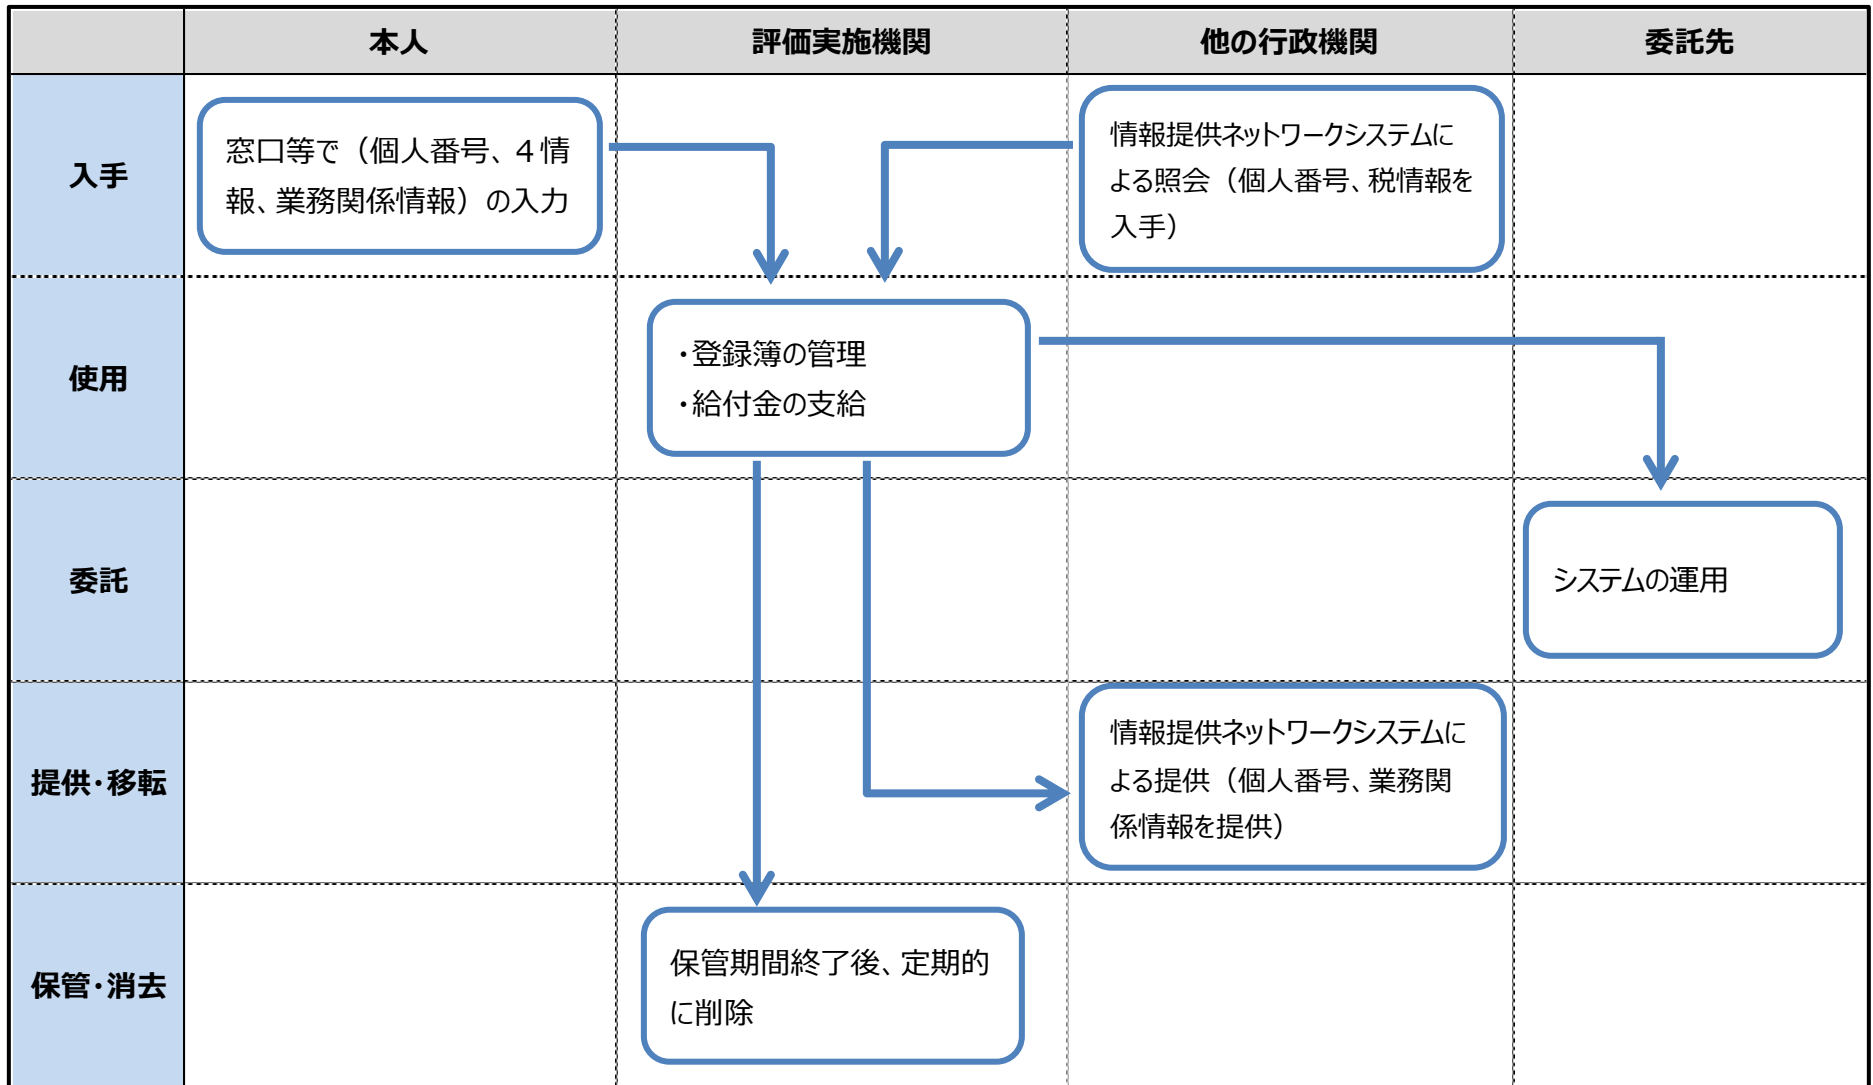 本人
評価実施機関
他の行政機関
委託先
入手
窓口等で（個人番号、４情
報、業務関係情報）の入力
情報提供ネットワークシステムに
よる照会（個人番号、税情報を
入手）
使用
・登録簿の管理
・給付金の支給
委託
システムの運用
提供・移転
情報提供ネットワークシステムに
よる提供（個人番号、業務関
係情報を提供）
保管・消去
保管期間終了後、定期的
に削除